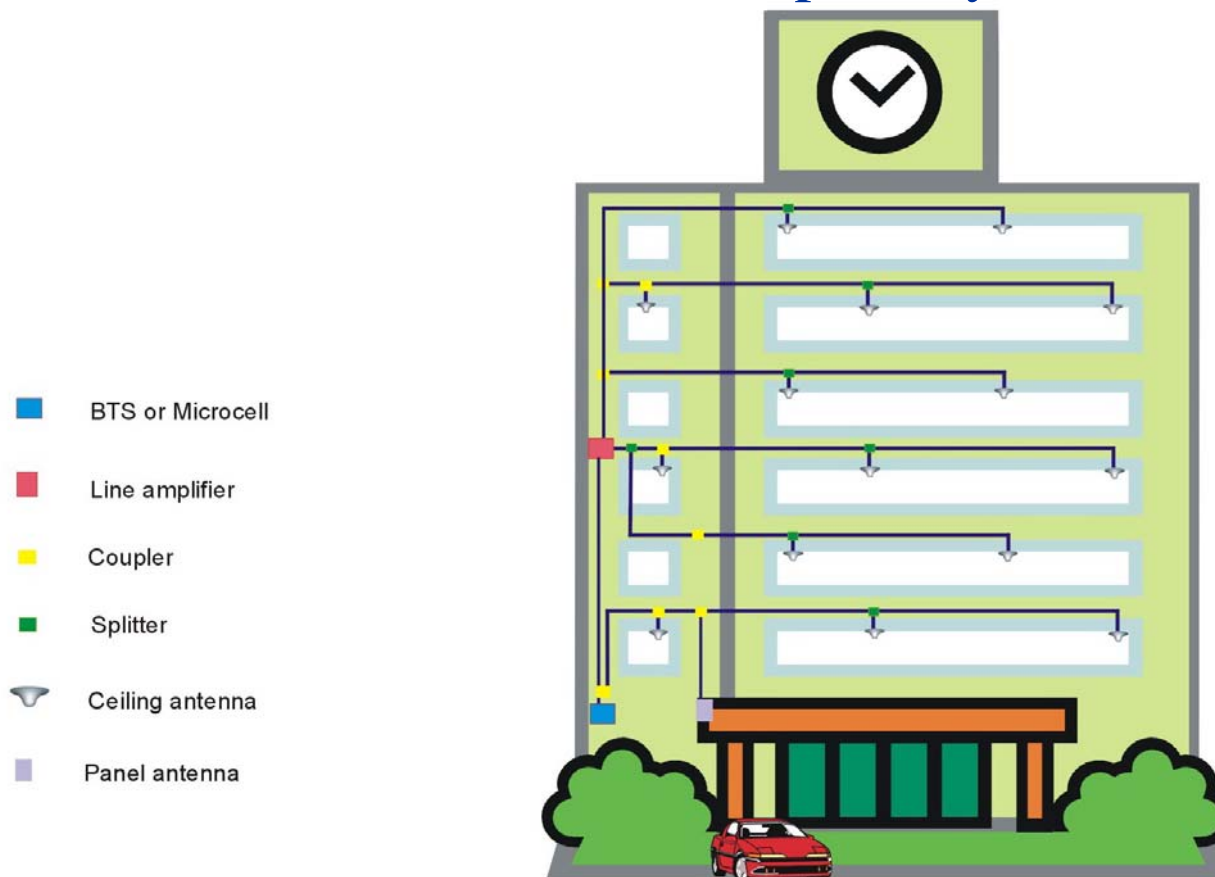 BTS or Microcell
Line amplifier
Coupler
Splitter
Ceiling antenna
Panel antenna